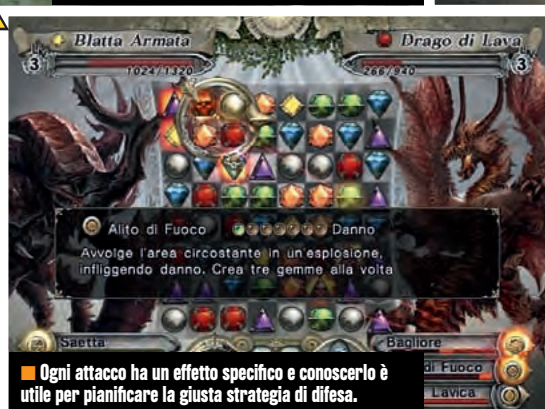 Blatta Armata
Drago di Lava
3
1024/1320
266/940
3
Alito di Fuoco
Danno
Avvolge l'area circostante in un'esplosione,
infliggendo danno. Crea tre gemme alla volta
Saetta
Bagliore
di Fuoco
Lavica
Ogni attacco ha un effetto specifico e conoscerlo è
utile per pianificare la giusta strategia di difesa.